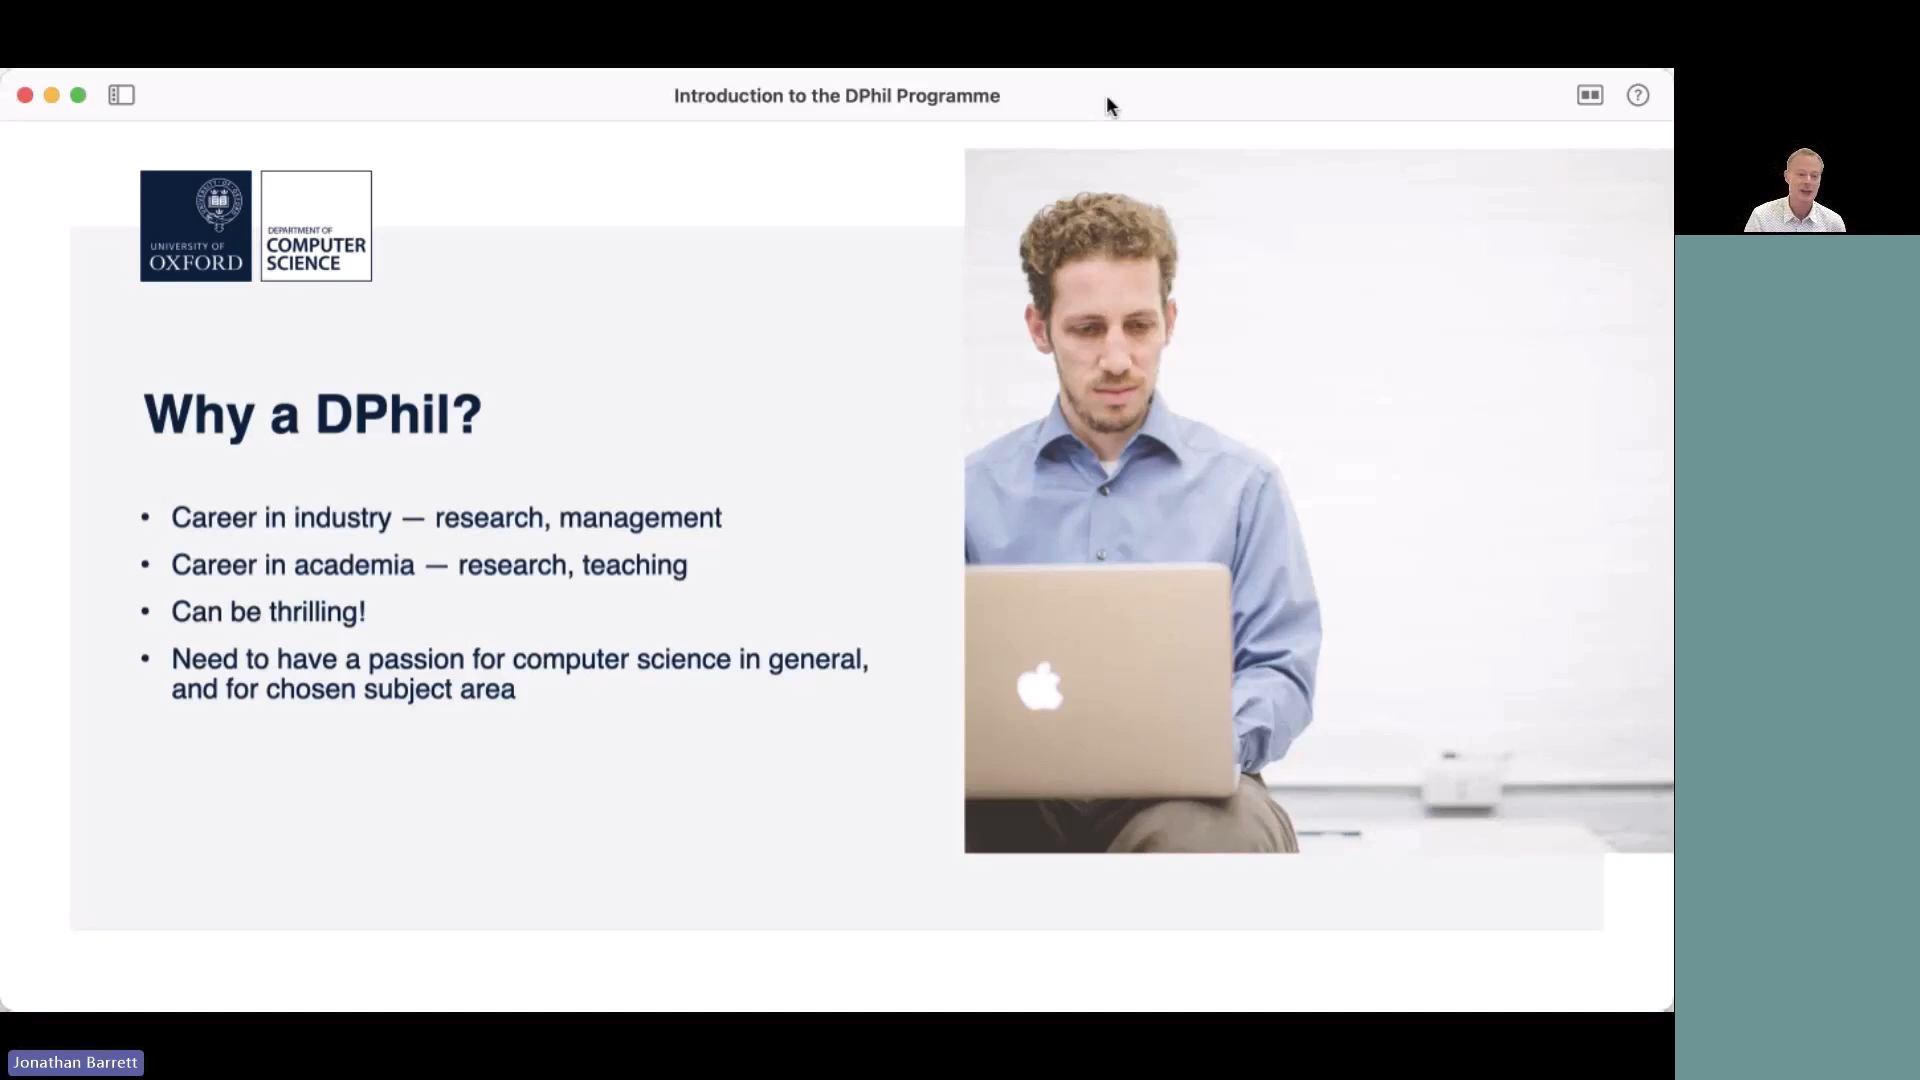 Introduction to the DPhil Programme
?
UNIVERSITY OF
OXFORD
DEPARTMENT OF
COMPUTER
SCIENCE
Why a DPhil?
• Career in industry — research, management
• Career in academia — research, teaching
• Can be thrilling!
• Need to have a passion for computer science in general,
and for chosen subject area
Jonathan Barrett